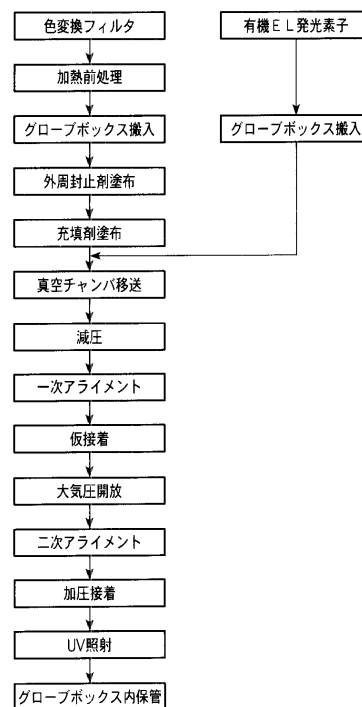 色変換フィルタ
有機ＥＬ発光素子
加熱前処理
グローブボックス搬入
グローブボックス搬入
外周封止剤塗布
充填剤塗布
真空チャンバ移送
減圧
一次アライメント
仮接着
大気圧開放
二次アライメント
加圧接着
UV照射
グローブボックス内保管